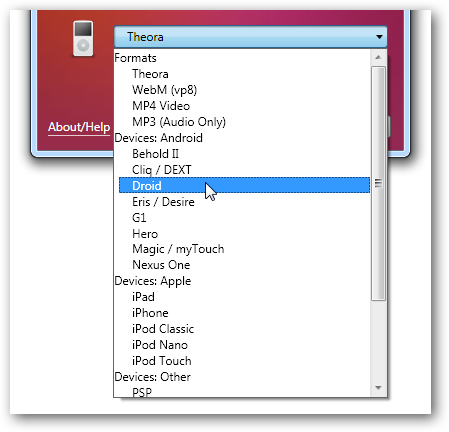 Theora
About/Help
Formats
Theora
WebM (vp8)
MP4 Video
MP3 (Audio Only)
Devices: Android
Behold II
Cliq / DEXT
Droid
Eris / Desire
G1
Hero
Magic / myTouch
Nexus One
Devices: Apple
iPad
iPhone
iPod Classic
iPod Nano
iPod Touch
Devices: Other
PSP